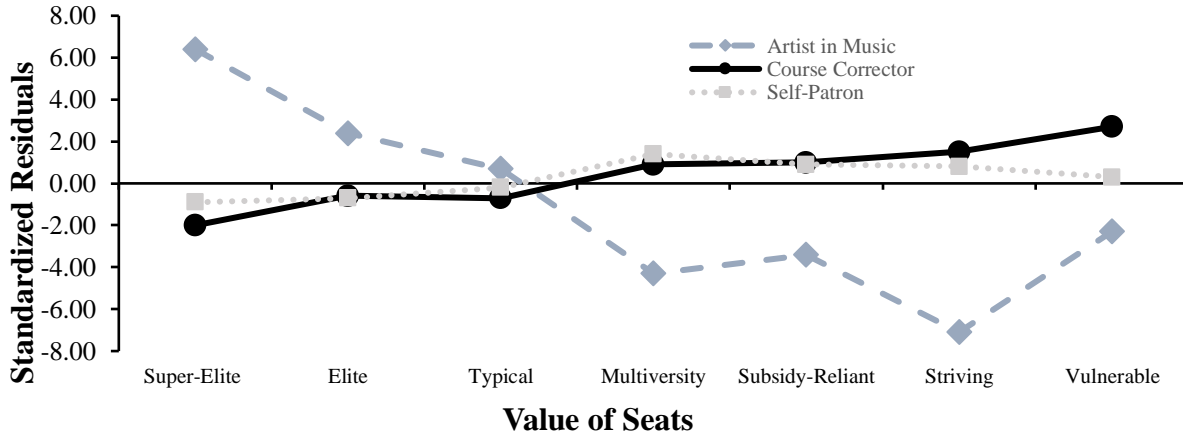 8.00
6.00
4.00
2.00
0.00
-2.00
-4.00
-6.00
-8.00
Standardized Residuals
Artist in Music
Course Corrector
Self-Patron
Super-Elite Elite Typical Multiversity Subsidy-Reliant Striving Vulnerable
Value of Seats